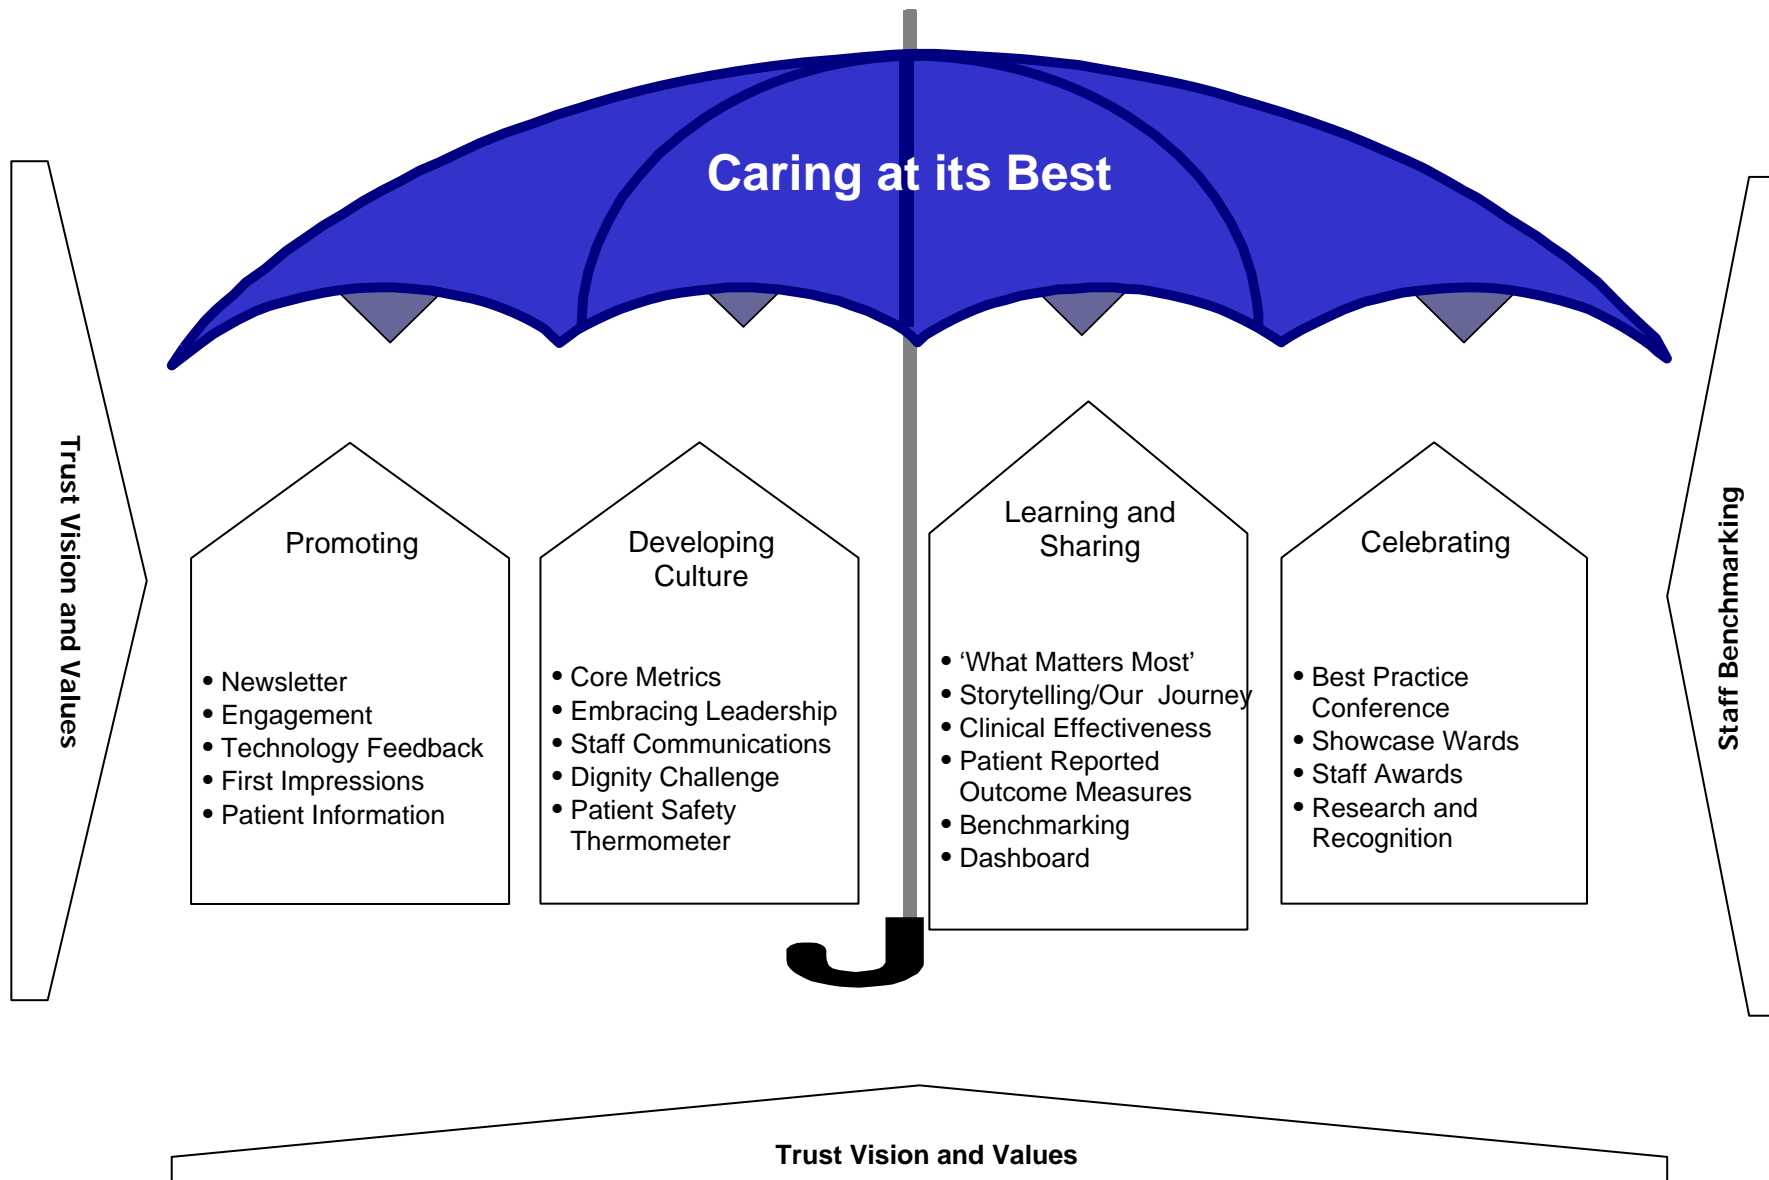 Caring at its Best
Trust Vision and Values
Promoting
• Newsletter
• Engagement
• Technology Feedback
• First Impressions
• Patient Information
Developing
Culture
• Core Metrics
• Embracing Leadership
• Staff Communications
• Dignity Challenge
• Patient Safety
Thermometer
Learning and
Sharing
• ‘What Matters Most’
• Storytelling/Our Journey
• Clinical Effectiveness
• Patient Reported
Outcome Measures
• Benchmarking
• Dashboard
Celebrating
• Best Practice
Conference
• Showcase Wards
• Staff Awards
• Research and
Recognition
Staff Benchmarking
Trust Vision and Values